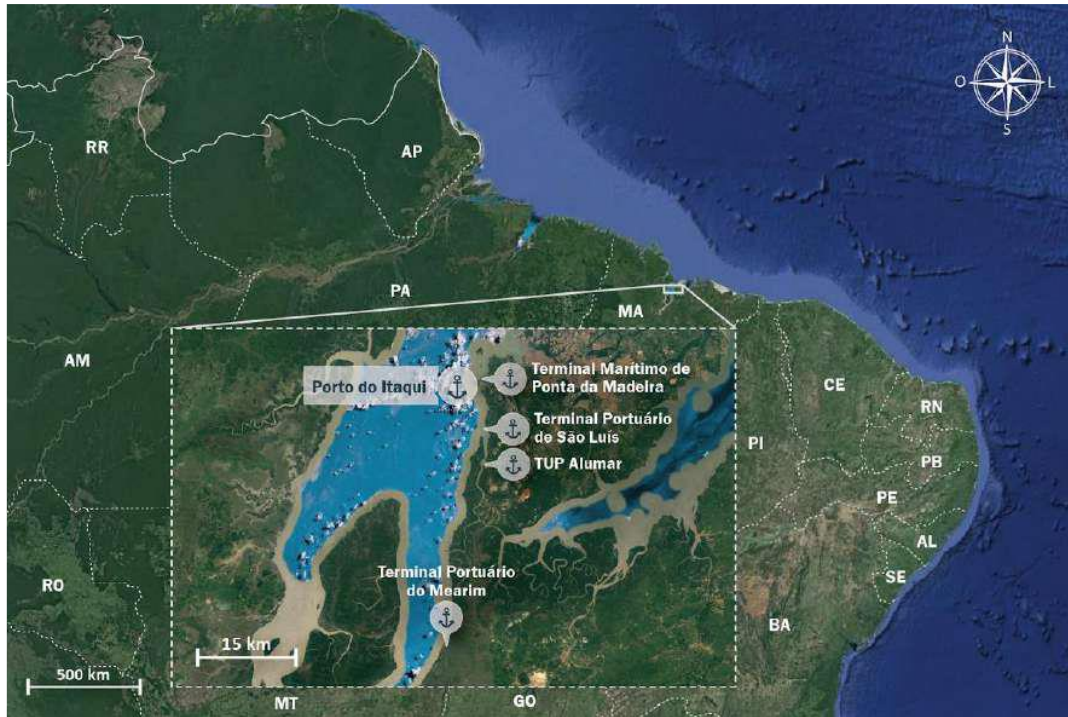 N
O
L
S
RR
AP
PA
MA
AM
CE
RN
PB
PI
PE
AL
SE
BA
RO
MT
GO
Porto do Itaqui
Terminal Marítimo de
Ponta da Madeira
Terminal Portuário
de São Luís
TUP Alumar
Terminal Portuário
do Mearim
15 km
500 km